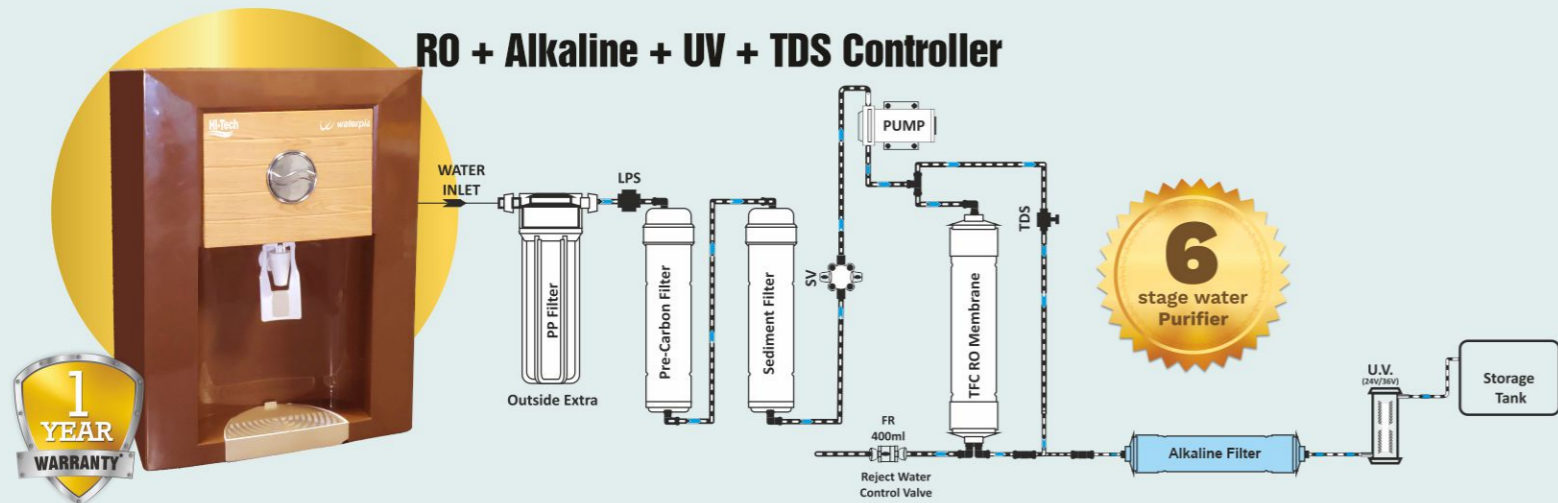 RO + Alkaline + UV + TDS Controller
Hi-Tech
waterpia
WATER
INLET
PP Filter
Outside Extra
LPS
Pre-Carbon Filter
Sediment Filter
SV
PUMP
TFC RO Membrane
TDS
FR
400ml
Reject Water
Control Valve
Alkaline Filter
U.V.
(24V/36V)
Storage
Tank
6
stage water
Purifier
1
YEAR
WARRANTY*